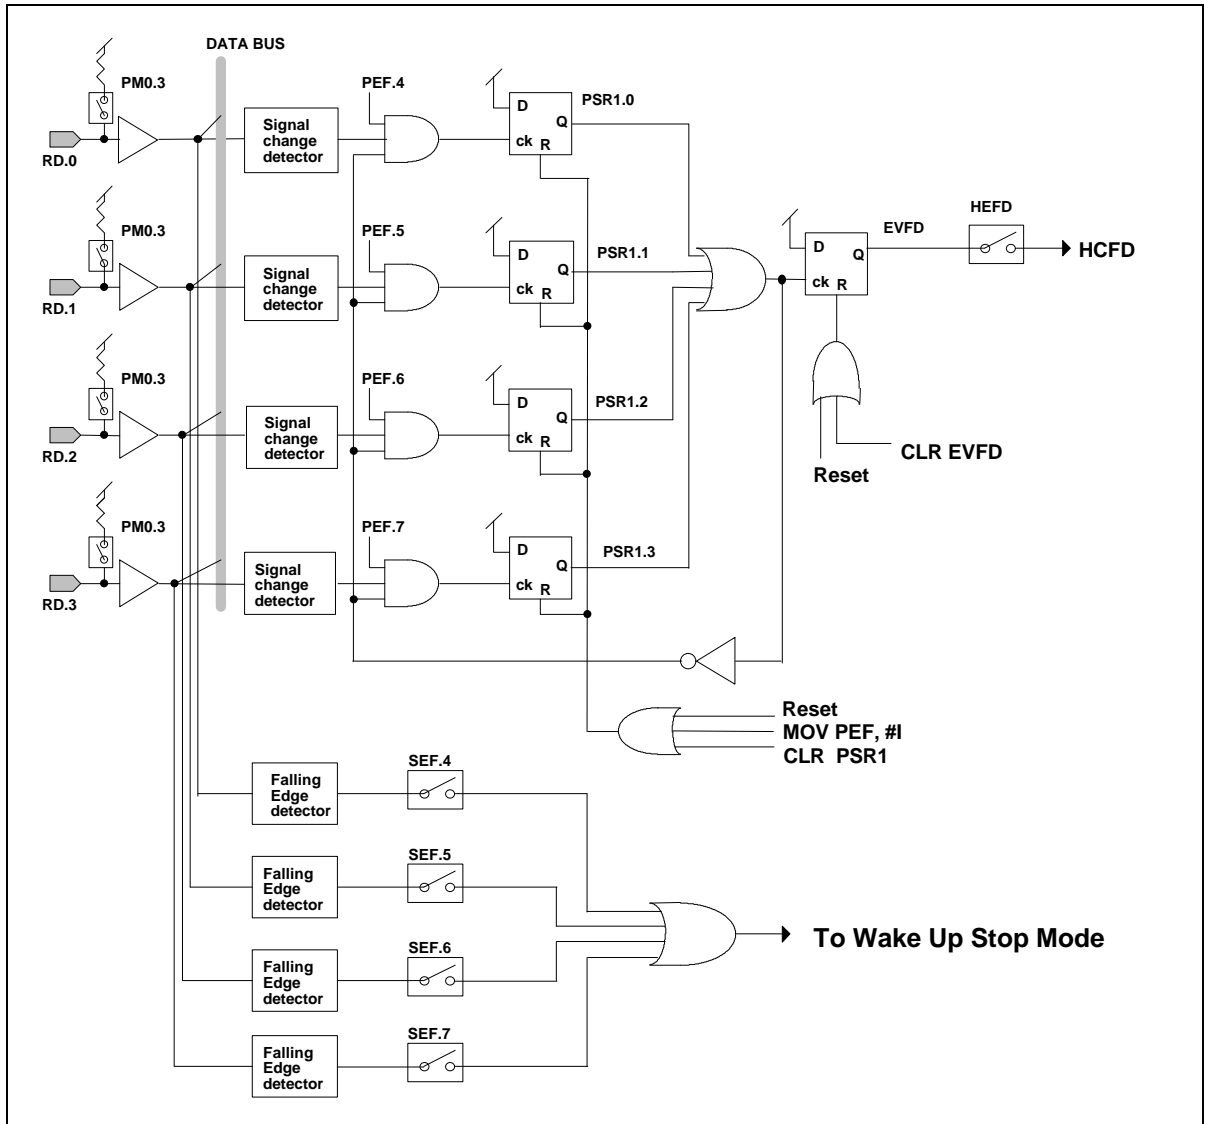 DATA BUS
PM0.3
RD.0
Signal
change
detector
PEF.4
D
Q
ck
R
PSR1.0
PM0.3
RD.1
Signal
change
detector
PEF.5
D
Q
ck
R
PSR1.1
PM0.3
RD.2
Signal
change
detector
PEF.6
D
Q
ck
R
PSR1.2
PM0.3
RD.3
Signal
change
detector
PEF.7
D
Q
ck
R
PSR1.3
D
Q
ck
R
EVFD
HEFD
HCFD
CLR EVFD
Reset
Reset
MOV PEF, #I
CLR PSR1
Falling
Edge
detector
SEF.4
Falling
Edge
detector
SEF.5
Falling
Edge
detector
SEF.6
Falling
Edge
detector
SEF.7
To Wake Up Stop Mode